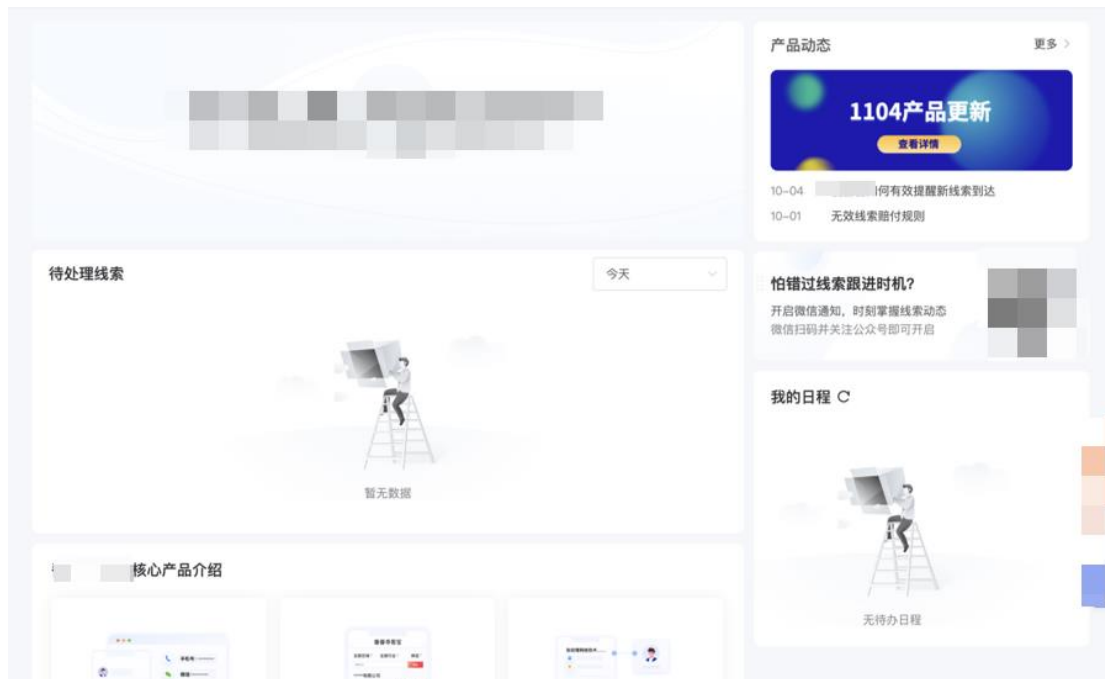 产品动态
更多
1104产品更新
查看详情
10-04 何有效提醒新线索到达
10-01 无效线索赔付规则
待处理线索
今天
怕错过线索跟进时机?
开启微信通知，时刻掌握线索动态
微信扫码并关注公众号即可开启
暂无数据
我的日程
无待办日程
核心产品介绍
手机号